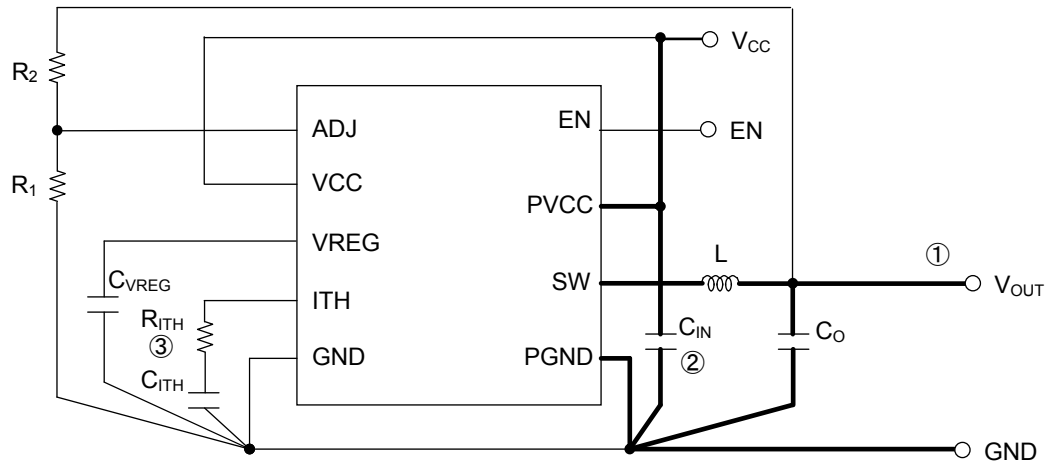 R2
R1
ADJ
VCC
VREG
ITH
GND
EN
PVCC
SW
PGND
VCC
EN
L
①
VOUT
CVREG
RITH
③
CITH
CIN
②
CO
GND